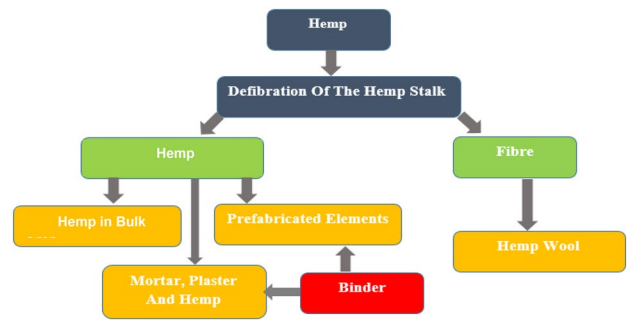 Hemp
Defibration Of The Hemp Stalk
Hemp
Fibre
Hemp in Bulk
Prefabricated Elements
Hemp Wool
Mortar, Plaster
And Hemp
Binder